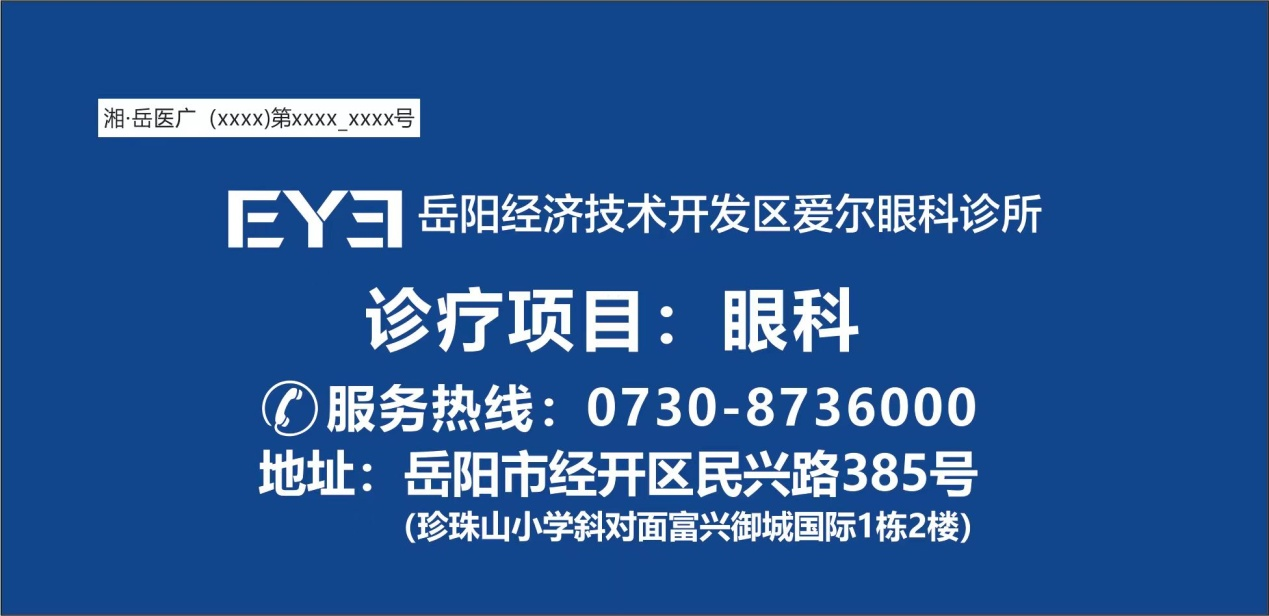 湘·岳医广 (xxxx)第xxxx_xxxx号
EYE 岳阳经济技术开发区爱尔眼科诊所
诊疗项目：眼科
服务热线：0730-8736000
地址：岳阳市经开区民兴路385号
(珍珠山小学斜对面富兴御城国际1栋2楼)